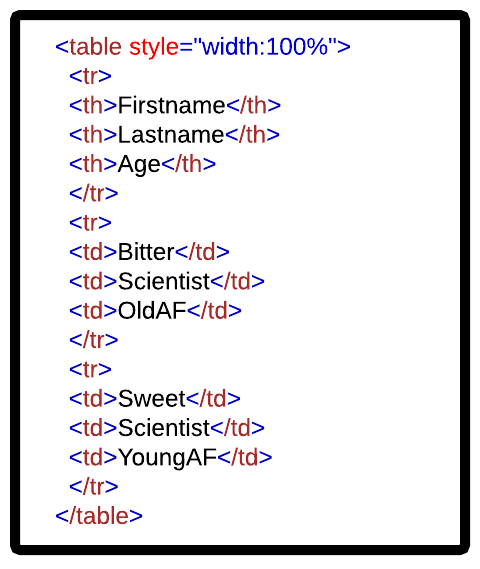 <table style="width:100%">
<tr>
<th>Firstname</th>
<th>Lastname</th>
<th>Age</th>
</tr>
<tr>
<td>Bitter</td>
<td>Scientist</td>
<td>OldAF</td>
</tr>
<tr>
<td>Sweet</td>
<td>Scientist</td>
<td>YoungAF</td>
</tr>
</table>